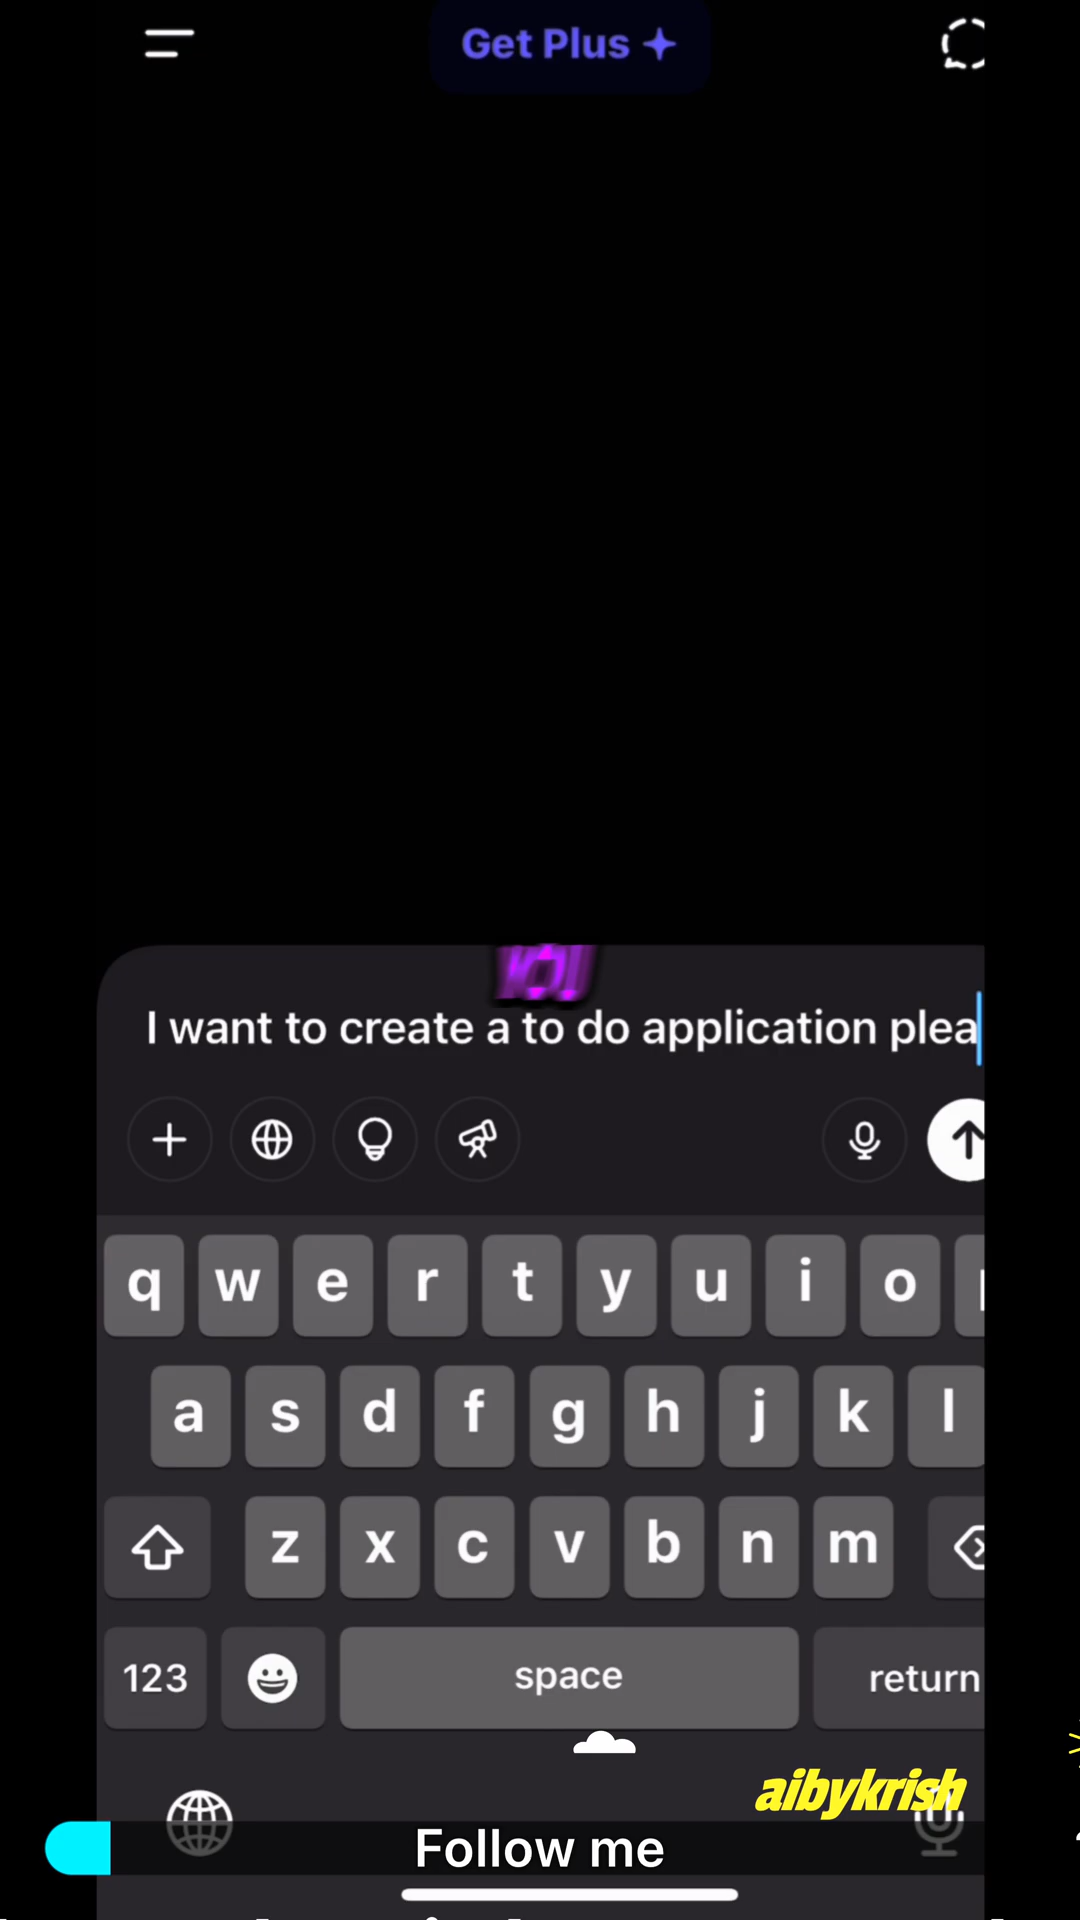 Get Plus
I want to create a to do application plea
q w e r t y u i o
a s d f g h j k l
z x c v b n m
123 space return
aibykrish
Follow me